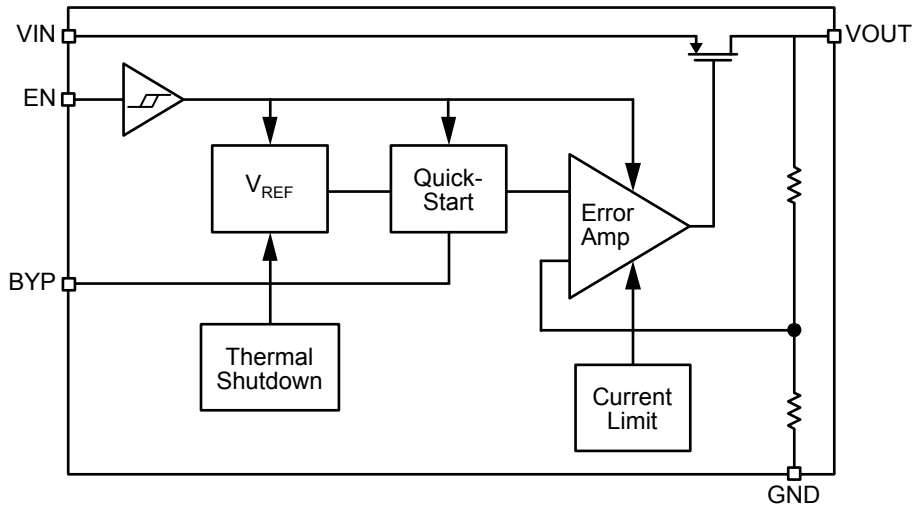 VIN
VOUT
EN
VREF
Quick-
Start
Error
Amp
BYP
Thermal
Shutdown
Current
Limit
GND